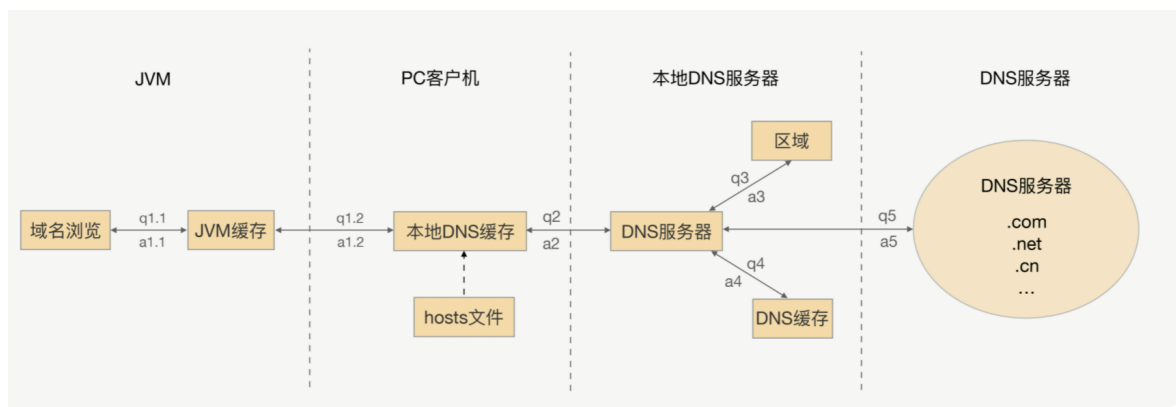 JVM
PC客户机
本地DNS服务器
DNS服务器
域名浏览
q1.1
a1.1
JVM缓存
q1.2
a1.2
本地DNS缓存
hosts文件
q2
a2
DNS服务器
区域
q3
a3
q4
a4
DNS缓存
q5
a5
DNS服务器
.com
.net
.cn
...